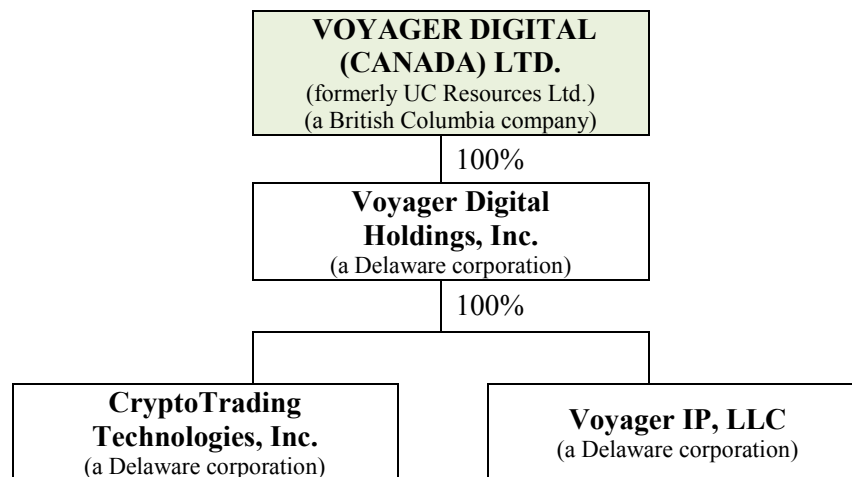 VOYAGER DIGITAL
(CANADA) LTD.
(formerly UC Resources Ltd.)
(a British Columbia company)
100%
Voyager Digital
Holdings, Inc.
(a Delaware corporation)
100%
CryptoTrading
Technologies, Inc.
(a Delaware corporation)
Voyager IP, LLC
(a Delaware corporation)